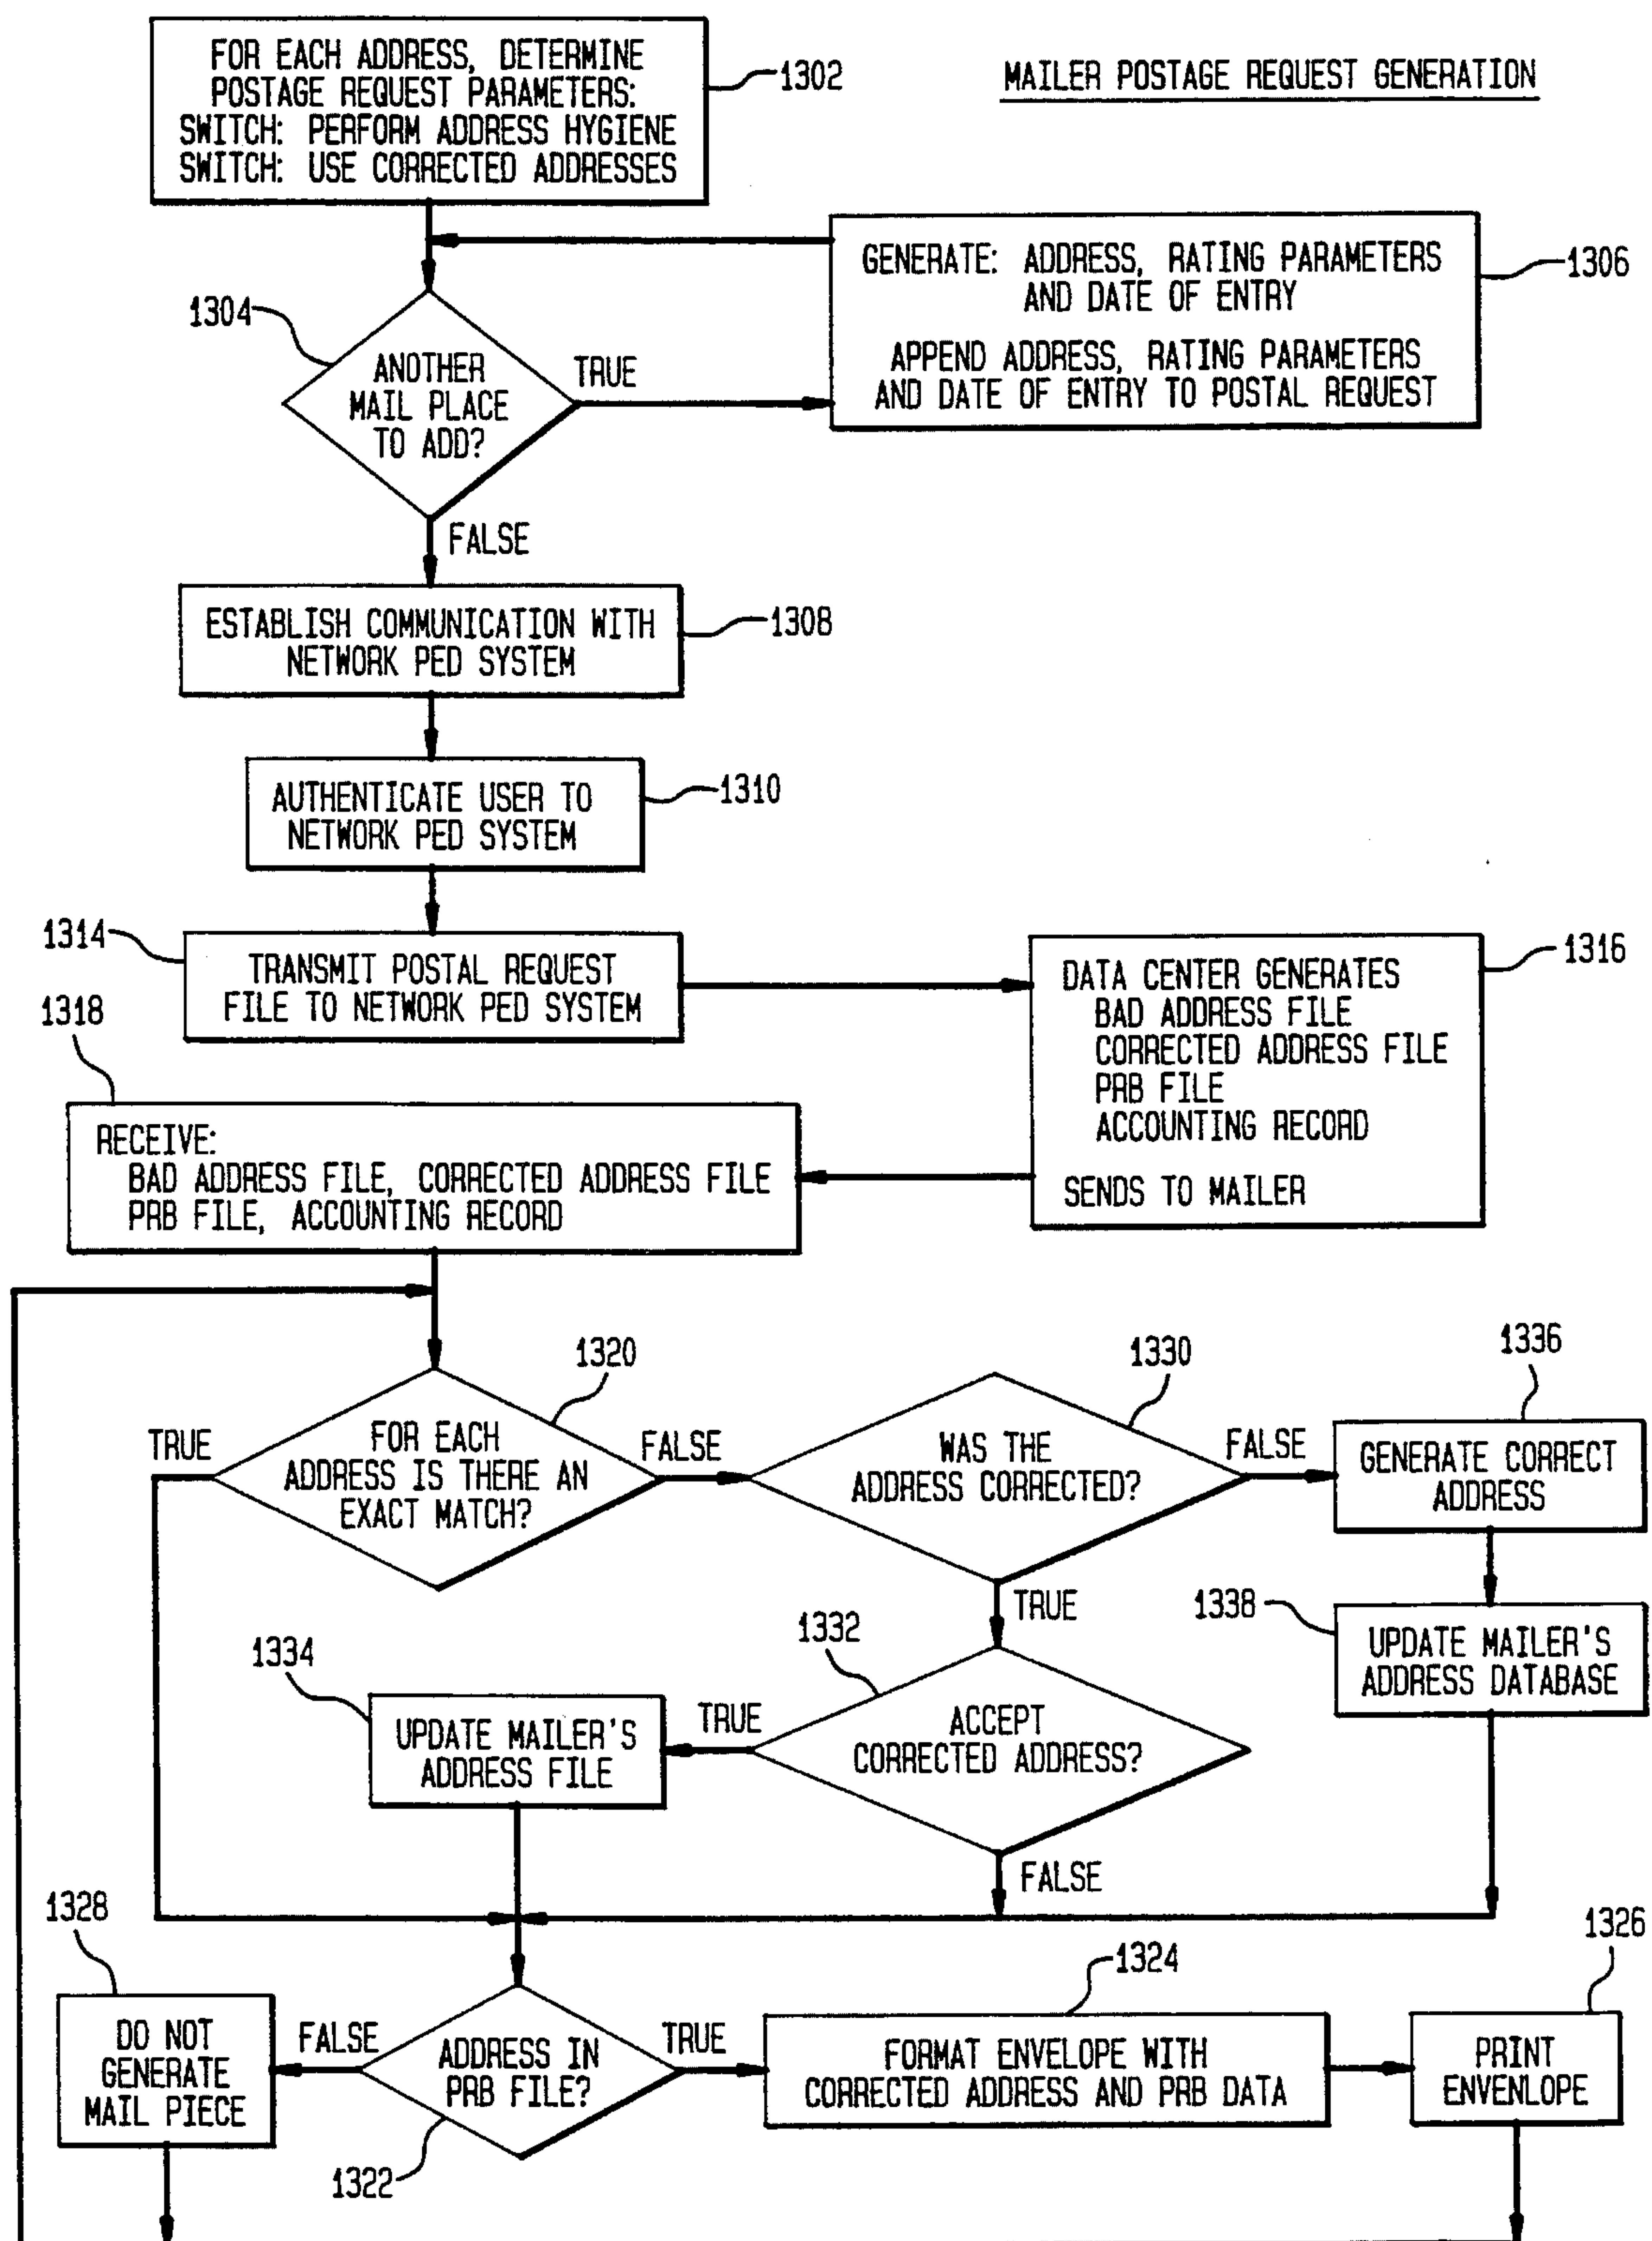 FOR EACH ADDRESS, DETERMINE
POSTAGE REQUEST PARAMETERS:
SWITCH: PERFORM ADDRESS HYGIENE
SWITCH: USE CORRECTED ADDRESSES
1302
MAILER POSTAGE REQUEST GENERATION
GENERATE: ADDRESS, RATING PARAMETERS
AND DATE OF ENTRY
APPEND ADDRESS, RATING PARAMETERS
AND DATE OF ENTRY TO POSTAL REQUEST
1306
1304
ANOTHER
MAIL PLACE
TO ADD?
TRUE
FALSE
ESTABLISH COMMUNICATION WITH
NETWORK PED SYSTEM
1308
AUTHENTICATE USER TO
NETWORK PED SYSTEM
1310
1314
TRANSMIT POSTAL REQUEST
FILE TO NETWORK PED SYSTEM
1316
DATA CENTER GENERATES
BAD ADDRESS FILE
CORRECTED ADDRESS FILE
PRB FILE
ACCOUNTING RECORD
SENDS TO MAILER
1318
RECEIVE:
BAD ADDRESS FILE, CORRECTED ADDRESS FILE
PRB FILE, ACCOUNTING RECORD
1320
TRUE
FOR EACH
ADDRESS IS THERE AN
EXACT MATCH?
FALSE
1330
WAS THE
ADDRESS CORRECTED?
FALSE
1336
GENERATE CORRECT
ADDRESS
TRUE
1338
UPDATE MAILER'S
ADDRESS DATABASE
1332
ACCEPT
CORRECTED ADDRESS?
TRUE
1334
UPDATE MAILER'S
ADDRESS FILE
FALSE
1328
DO NOT
GENERATE
MAIL PIECE
FALSE
ADDRESS IN
PRB FILE?
1322
TRUE
1324
FORMAT ENVELOPE WITH
CORRECTED ADDRESS AND PRB DATA
1326
PRINT
ENVENLOPE